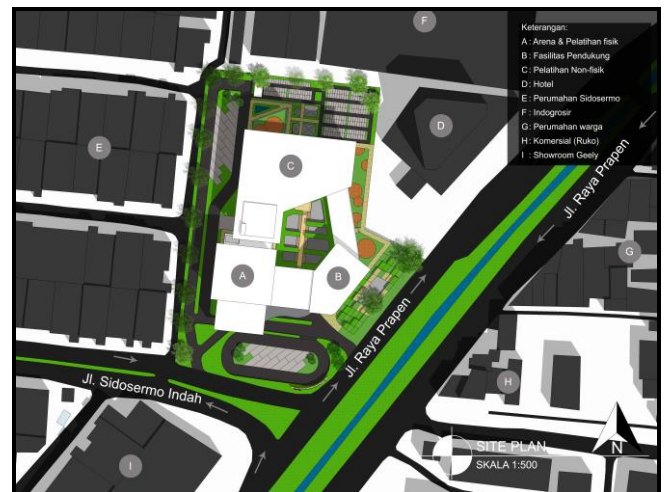 Keterangan:
A : Arena & Pelatihan fisik
B : Fasilitas Pendukung
C : Pelatihan Non-fisik
D : Hotel
E : Perumahan Sidosermo
F : Indogrosir
G : Perumahan warga
H : Komersial (Ruko)
I : Showroom Geely
F
D
E
C
Jl. Raya Prapen
G
A
B
Jl. Raya Prapen
H
Jl. Sidosermo Indah
I
SITE PLAN
SKALA 1:500
N